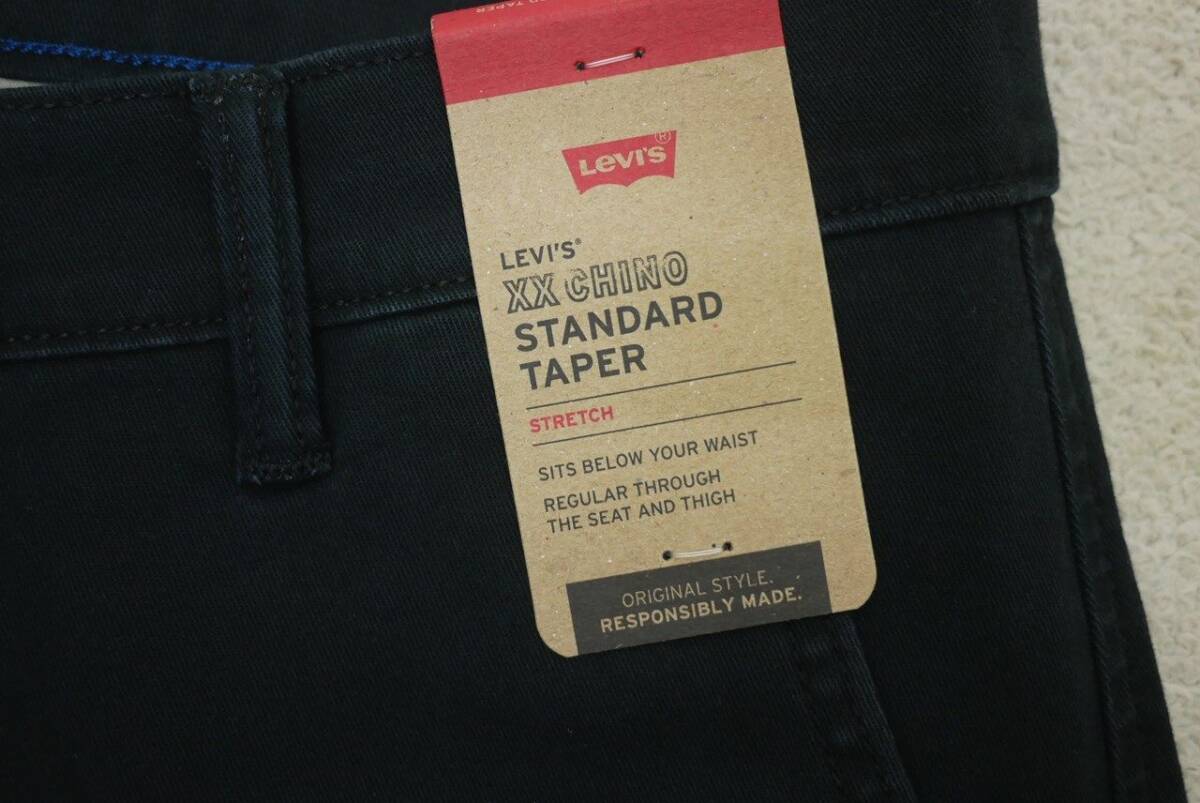 TAPER
LEVI'S®
LEVI'S®
XX CHINO
STANDARD
TAPER
STRETCH
SITS BELOW YOUR WAIST
REGULAR THROUGH
THE SEAT AND THIGH
ORIGINAL STYLE.
RESPONSIBLY MADE.